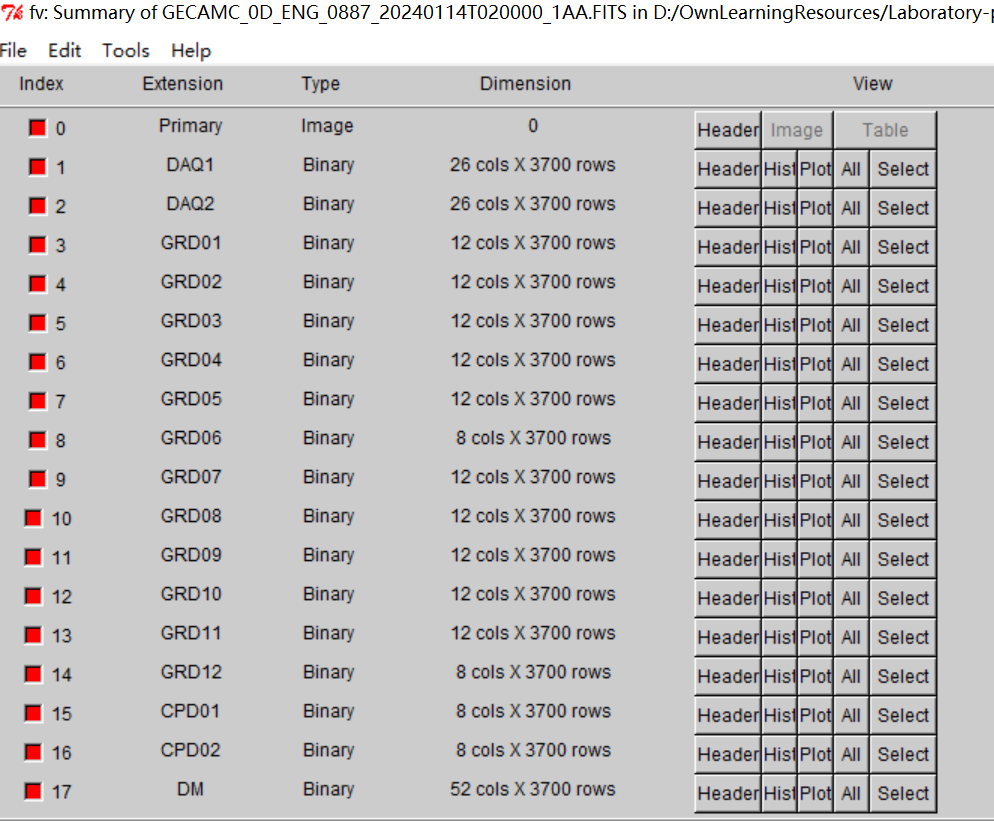 fv: Summary of GECAMC_0D_ENG_0887_20240114T020000_1AA.FITS in D:/OwnLearningResources/Laboratory-
File Edit Tools Help
Index Extension Type Dimension View
0 Primary Image 0 Header Image Table
1 DAQ1 Binary 26 cols X 3700 rows Header Hist Plot All Select
2 DAQ2 Binary 26 cols X 3700 rows Header Hist Plot All Select
3 GRD01 Binary 12 cols X 3700 rows Header Hist Plot All Select
4 GRD02 Binary 12 cols X 3700 rows Header Hist Plot All Select
5 GRD03 Binary 12 cols X 3700 rows Header Hist Plot All Select
6 GRD04 Binary 12 cols X 3700 rows Header Hist Plot All Select
7 GRD05 Binary 12 cols X 3700 rows Header Hist Plot All Select
8 GRD06 Binary 8 cols X 3700 rows Header Hist Plot All Select
9 GRD07 Binary 12 cols X 3700 rows Header Hist Plot All Select
10 GRD08 Binary 12 cols X 3700 rows Header Hist Plot All Select
11 GRD09 Binary 12 cols X 3700 rows Header Hist Plot All Select
12 GRD10 Binary 12 cols X 3700 rows Header Hist Plot All Select
13 GRD11 Binary 12 cols X 3700 rows Header Hist Plot All Select
14 GRD12 Binary 8 cols X 3700 rows Header Hist Plot All Select
15 CPD01 Binary 8 cols X 3700 rows Header Hist Plot All Select
16 CPD02 Binary 8 cols X 3700 rows Header Hist Plot All Select
17 DM Binary 52 cols X 3700 rows Header Hist Plot All Select